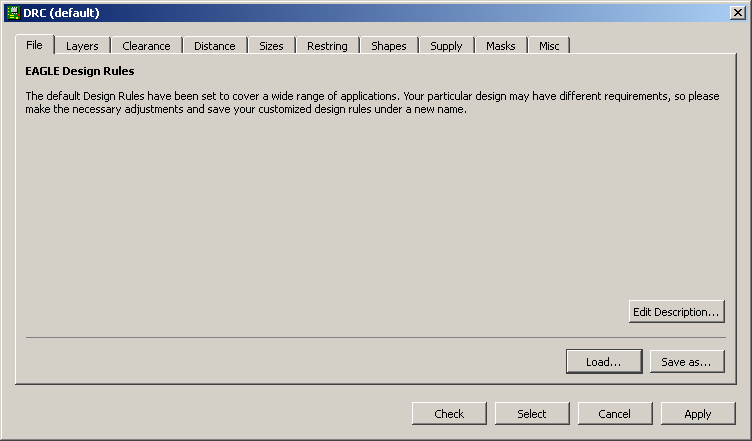 DRC (default)
File Layers Clearance Distance Sizes Restring Shapes Supply Masks Misc
EAGLE Design Rules
The default Design Rules have been set to cover a wide range of applications. Your particular design may have different requirements, so please
make the necessary adjustments and save your customized design rules under a new name.
Edit Description...
Load... Save as...
Check Select Cancel Apply